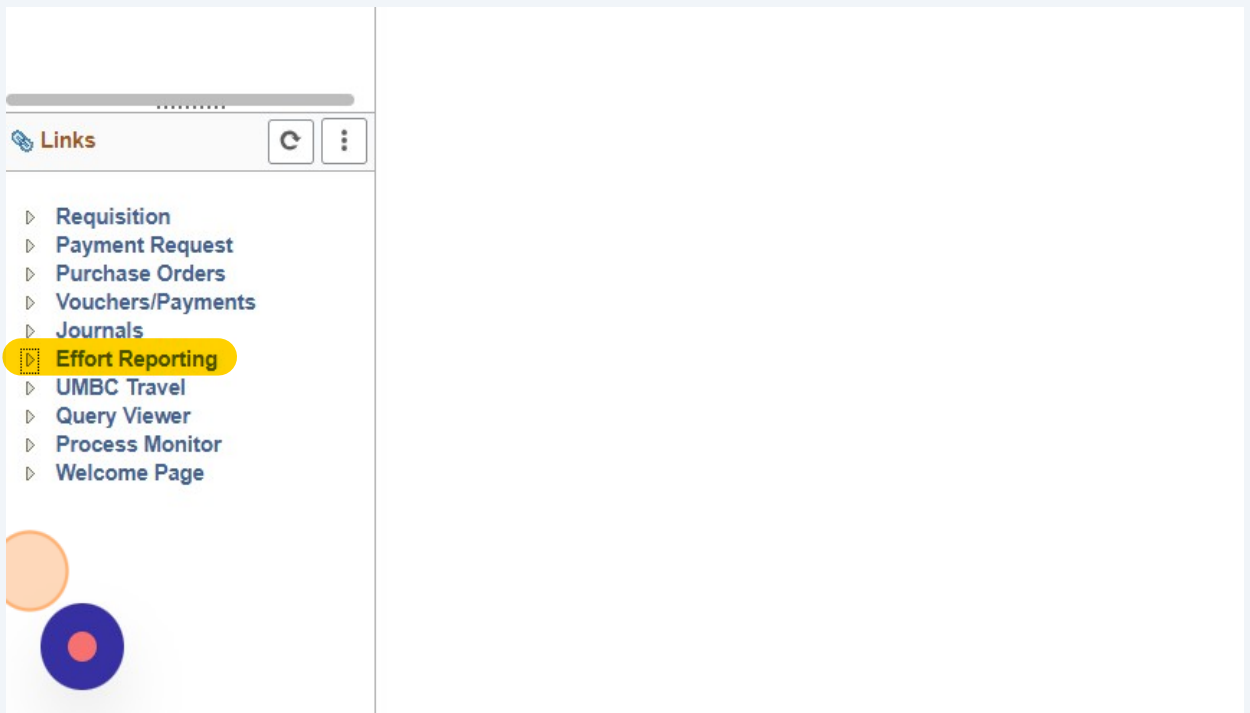 Links
Requisition
Payment Request
Purchase Orders
Vouchers/Payments
Journals
Effort Reporting
UMBC Travel
Query Viewer
Process Monitor
Welcome Page